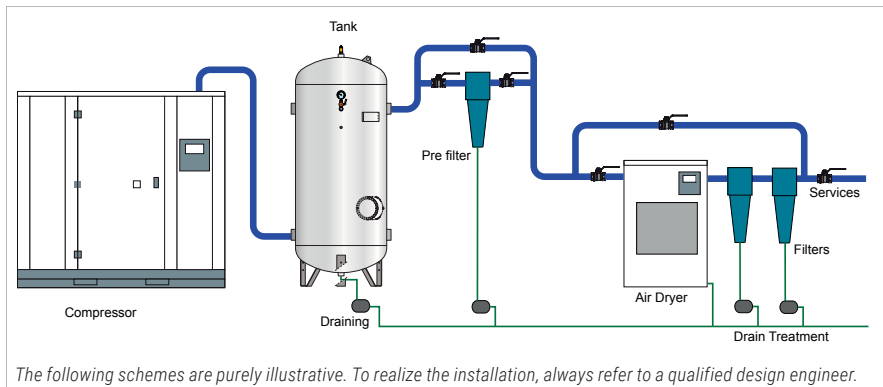 Tank
Pre filter
Services
Filters
Air Dryer
Compressor
Draining
Drain Treatment
The following schemes are purely illustrative. To realize the installation, always refer to a qualified design engineer.